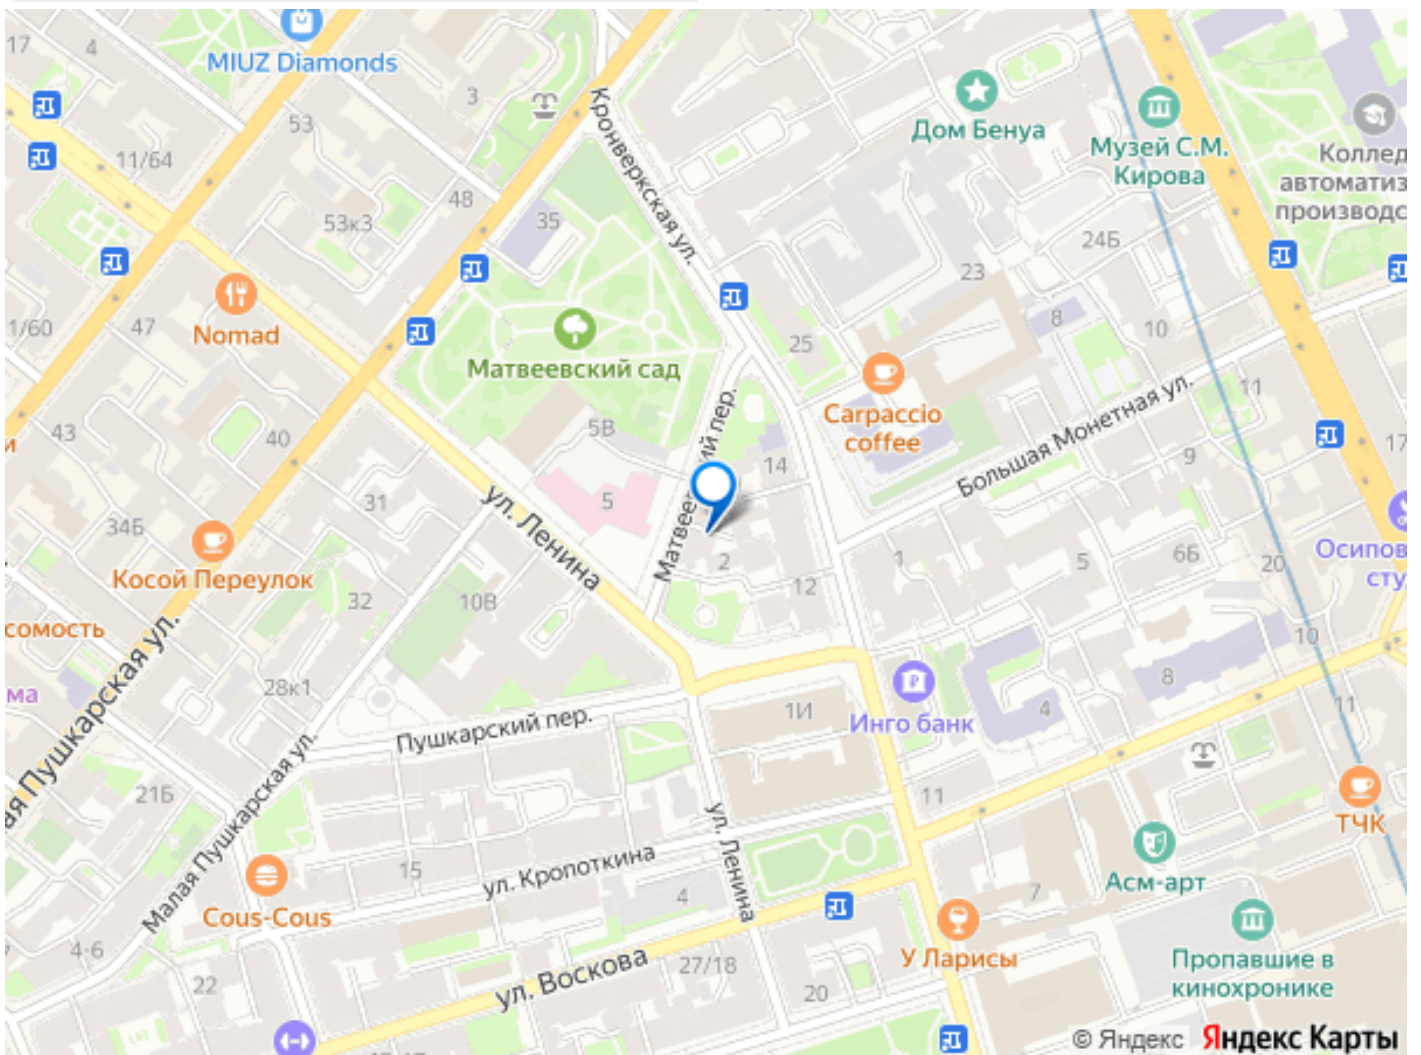 MIUZ Diamonds
17
4
3
53
11/64
48
35
53к3
Кронверкская ул.
Дом Бенуа
Музей С.М.
Кирова
Коллед
автоматиз
производс
24Б
23
8
10
25
Nomad
1/60
47
Матвеевский сад
Carpaccio
coffee
Большая Монетная ул.
11
17
43
и
40
5В
14
9
31
34Б
5
ул. Ленина
Матвее
ий пер.
Косой Переулок
2
12
1
5
6Б
20
Осипов
сту
32
10В
сомость
ма
28к1
10
8
11
4
1И
Инго банк
Пушкарский пер.
ая Пушкарская ул.
21Б
Малая Пушкарская ул.
11
ТЧК
ул. Ленина
ул. Кропоткина
15
4
7
Асм-арт
Cous-Cous
4-6
22
У Ларисы
Пропавшие в
кинохронике
ул. Воскова
27/18
20
© Яндекс Яндекс Карты